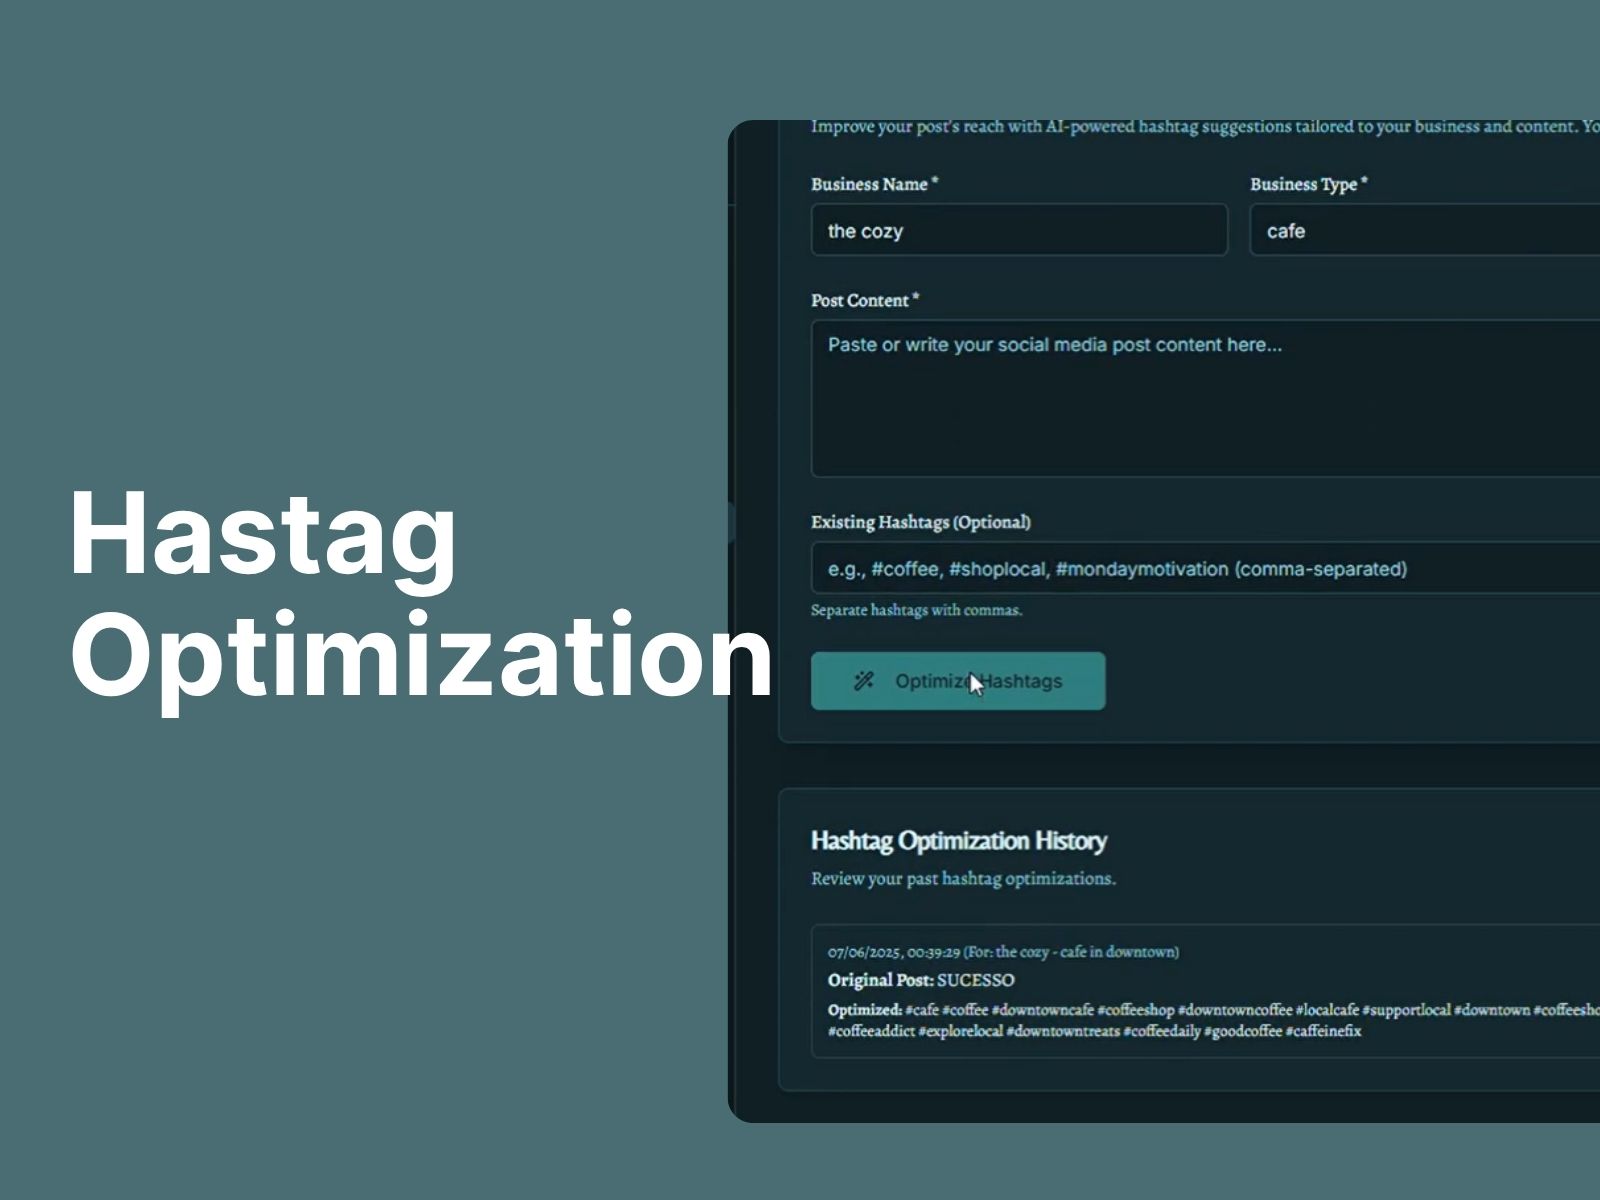 Hastag
Optimization
Improve your post's reach with AI-powered hashtag suggestions tailored to your business and content.
Business Name *
Business Type *
the cozy
cafe
Post Content *
Paste or write your social media post content here...
Existing Hashtags (Optional)
e.g., #coffee, #shoplocal, #mondaymotivation (comma-separated)
Separate hashtags with commas.
Optimize Hashtags
Hashtag Optimization History
Review your past hashtag optimizations.
07/06/2025, 00:39:29 (For: the cozy - cafe in downtown)
Original Post: SUCESSO
Optimized: #cafe #coffee #downtowncafe #coffeeshop #downtowncoffee #localcafe #supportlocal #downtown
#coffeeaddict #explorelocal #downtowntreats #coffeedaily #goodcoffee #caffeinefix